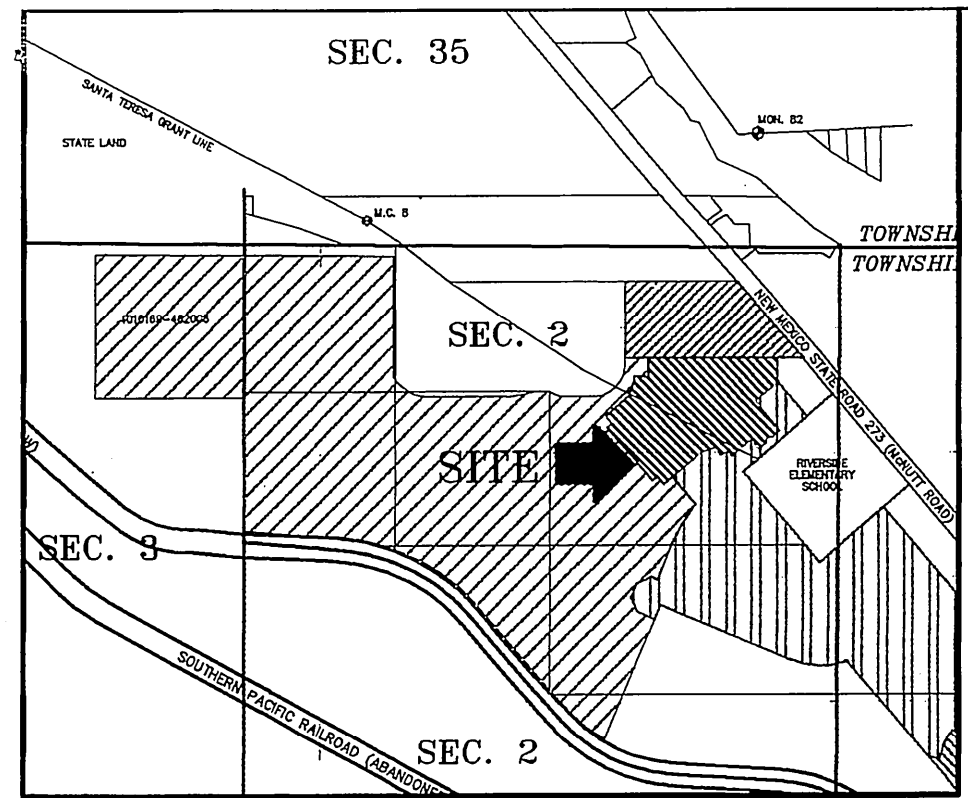 SEC. 35
SANTA TERESA GRANT LINE
STATE LAND
MON. 82
M.C. 8
TOWNSHI
TOWNSHI
SEC. 2
NEW MEXICO STATE ROAD 273 (McNUTT ROAD)
SITE
RIVERSIDE
ELEMENTARY
SCHOOL
SEC. 3
SOUTHERN PACIFIC RAILROAD (ABANDONE
SEC. 2